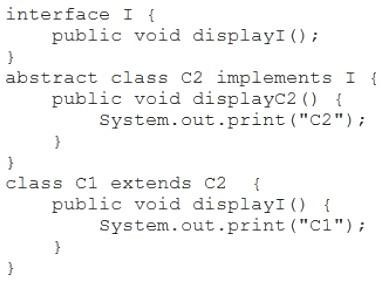 interface I {
    public void displayI();
}
abstract class C2 implements I {
    public void displayC2() {
        System.out.print("C2");
    }
}
class C1 extends C2  {
    public void displayI() {
        System.out.print("C1");
    }
}